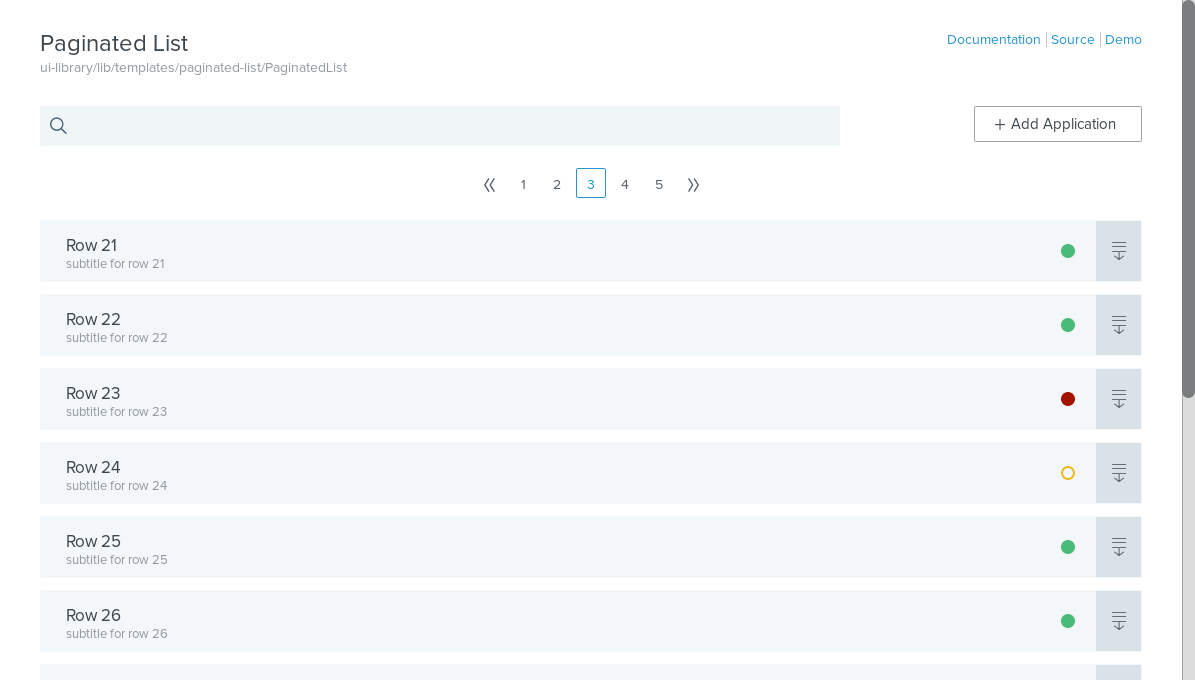 Paginated List
Documentation Source Demo
ui-library/lib/templates/paginated-list/PaginatedList
+ Add Application
1 2 3 4 5
Row 21
subtitle for row 21
Row 22
subtitle for row 22
Row 23
subtitle for row 23
Row 24
subtitle for row 24
Row 25
subtitle for row 25
Row 26
subtitle for row 26